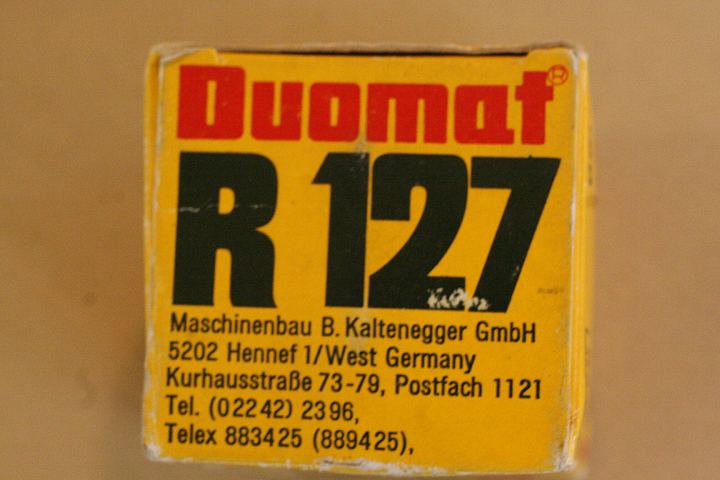 Duomat®
R 127
Maschinenbau B. Kaltenegger GmbH
5202 Hennef 1/West Germany
Kurhausstraße 73-79, Postfach 1121
Tel. (02242) 2396,
Telex 883425 (889425),